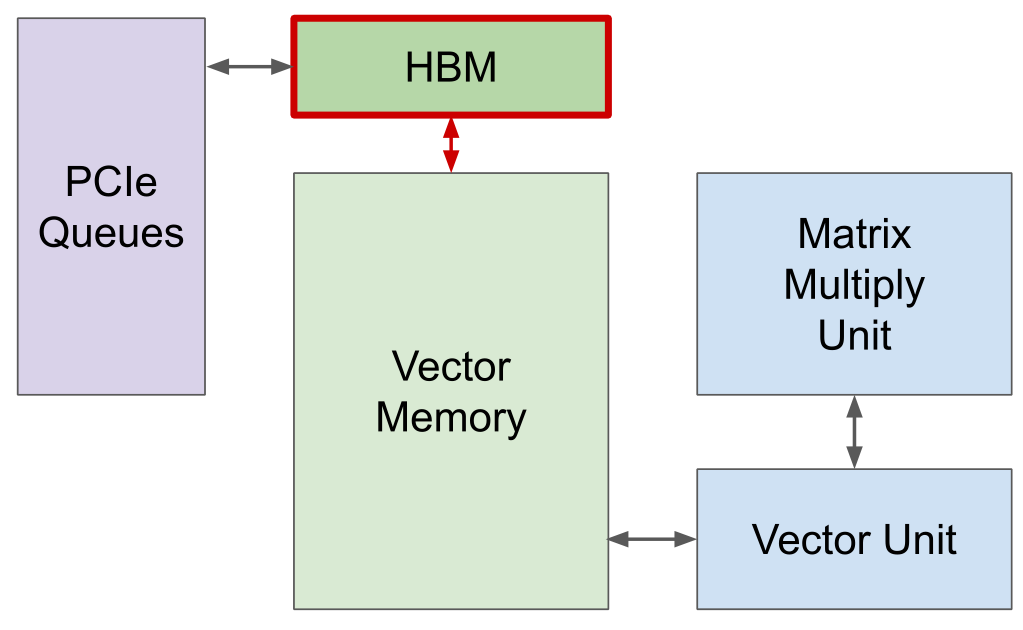 PCIe
Queues
HBM
Vector
Memory
Matrix
Multiply
Unit
Vector Unit